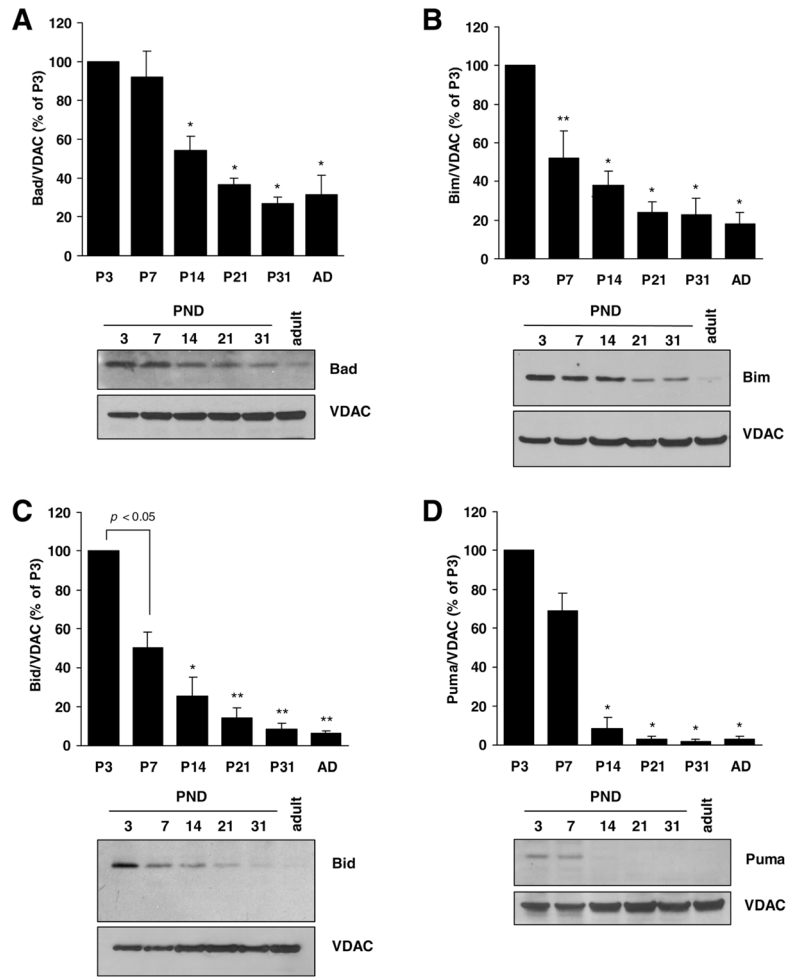 A
Bad/VDAC (% of P3)
120
100
80
60
40
20
0
* * * *
P3 P7 P14 P21 P31 AD
PND
adult
3 7 14 21 31
Bad
VDAC
B
Bim/VDAC (% of P3)
120
100
80
60
40
20
0
** * * * *
P3 P7 P14 P21 P31 AD
PND
adult
3 7 14 21 31
Bim
VDAC
C
Bid/VDAC (% of P3)
120
100
80
60
40
20
0
p < 0.05
* ** ** **
P3 P7 P14 P21 P31 AD
PND
adult
3 7 14 21 31
Bid
VDAC
D
Puma/VDAC (% of P3)
120
100
80
60
40
20
0
* * * *
P3 P7 P14 P21 P31 AD
PND
adult
3 7 14 21 31
Puma
VDAC